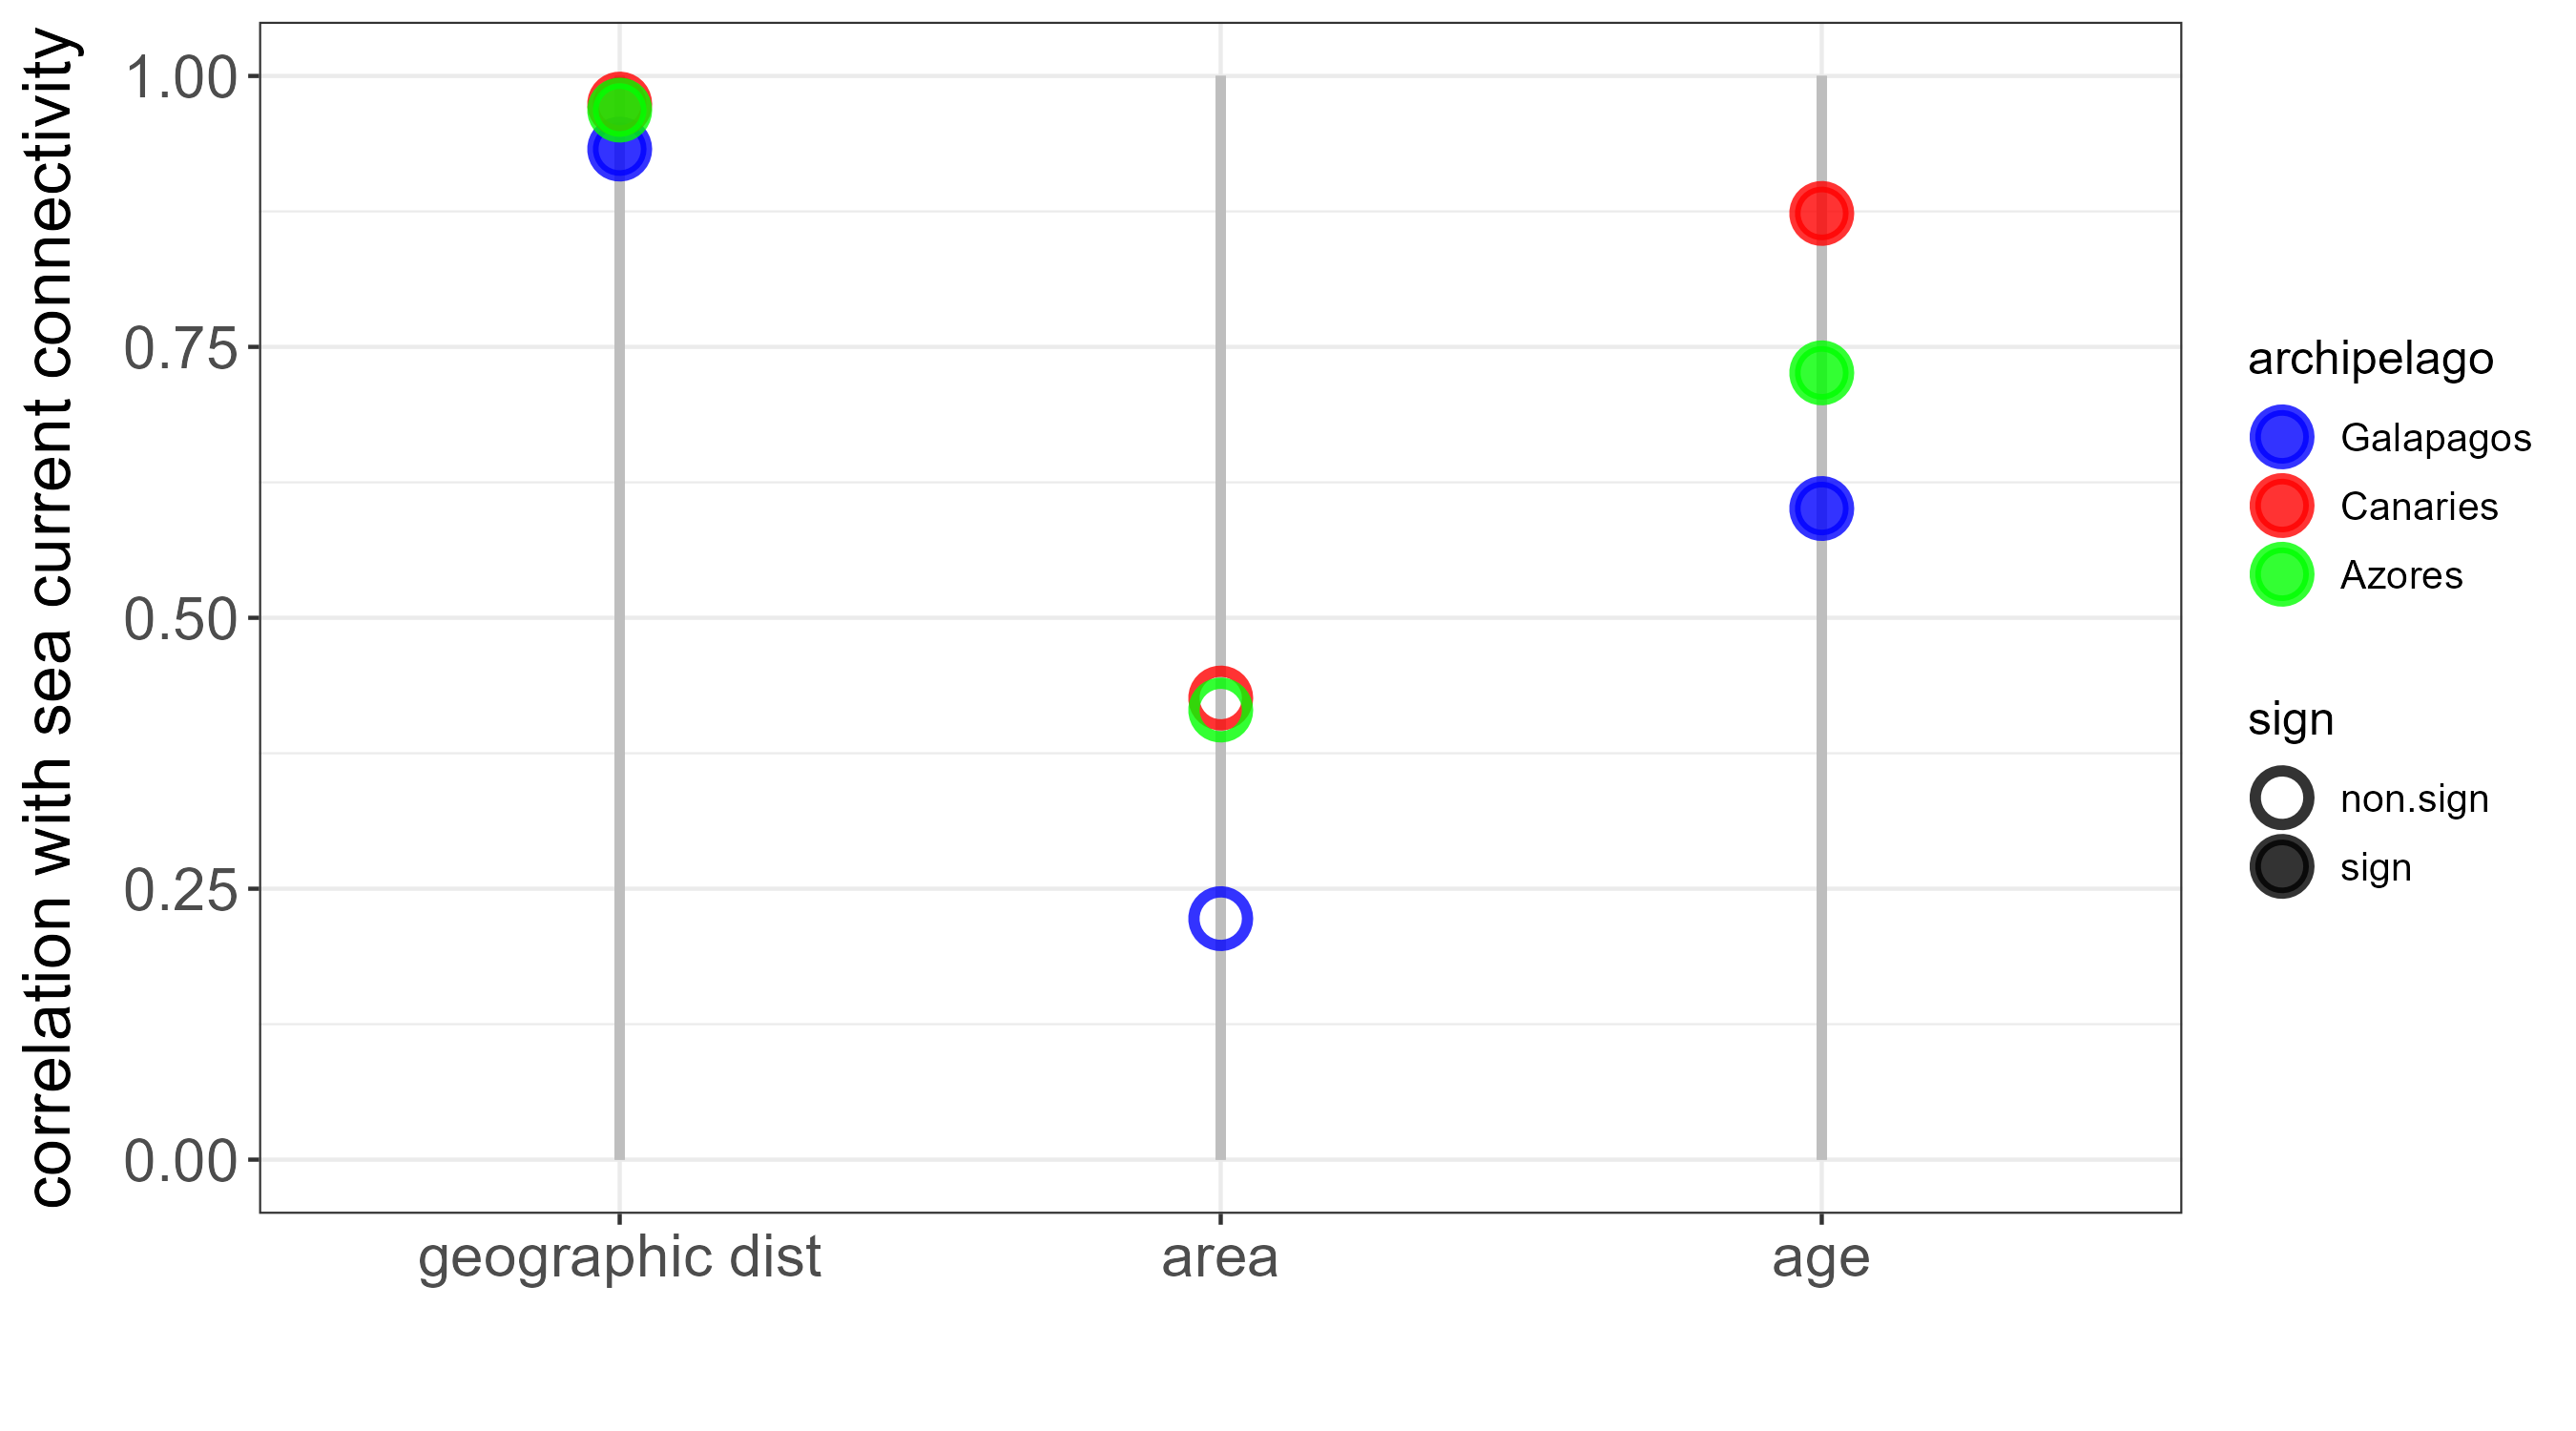 correlation with sea current connectivity
1.00
0.75
0.50
0.25
0.00
geographic dist
area
age
archipelago
Galapagos
Canaries
Azores
sign
non.sign
sign